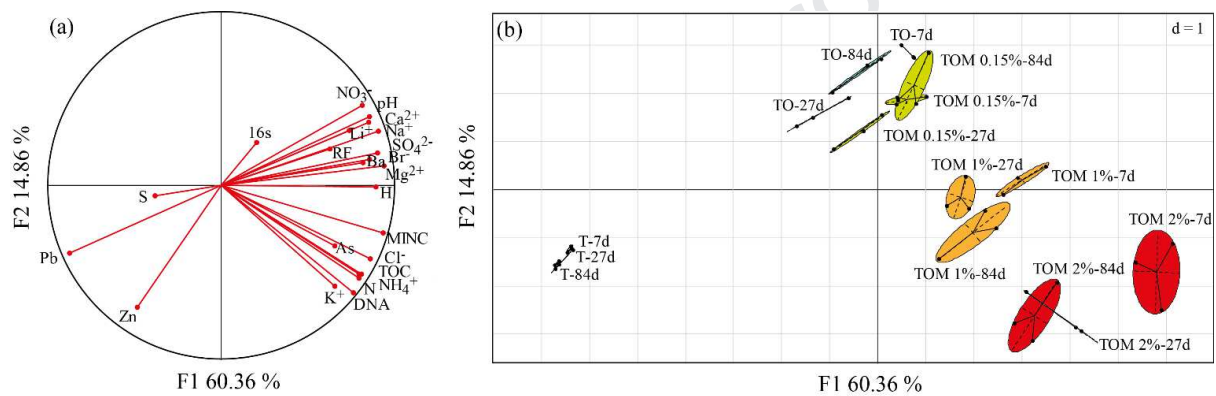 (a)
NO3-
pH
Ca2+
Li+
Na+
16s
SO42-
RF
Br-
Ba
Mg2+
H
S
MINC
As
Cl-
Pb
TOC
NH4+
N
K+
DNA
Zn
F2 14.86 %
F1 60.36 %
(b)
d = 1
TO-7d
TO-84d
TOM 0.15%-84d
TO-27d
TOM 0.15%-7d
TOM 0.15%-27d
TOM 1%-27d
TOM 1%-7d
TOM 2%-7d
T-7d
T-27d
T-84d
TOM 1%-84d
TOM 2%-84d
TOM 2%-27d
F2 14.86 %
F1 60.36 %